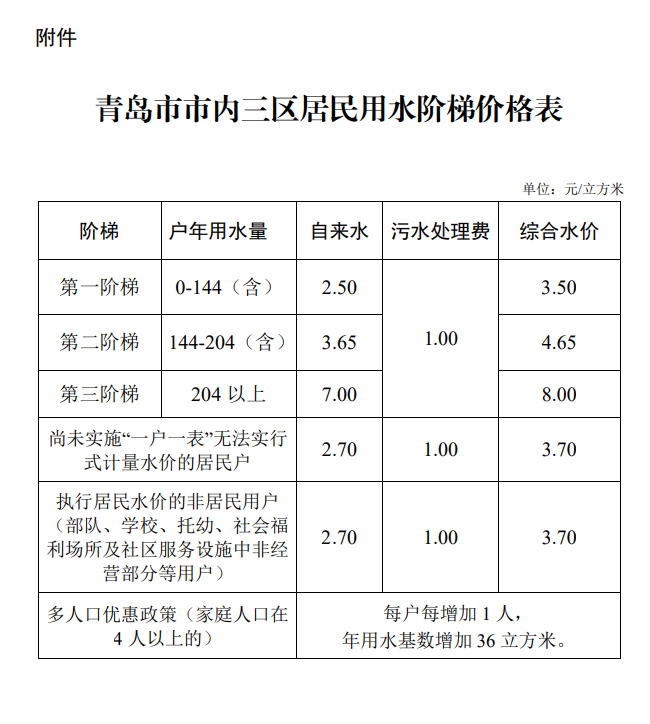 附件
青岛市市内三区居民用水阶梯价格表
单位：元/立方米
阶梯 户年用水量 自来水 污水处理费 综合水价
第一阶梯 0-144（含） 2.50 3.50
第二阶梯 144-204（含） 3.65 1.00 4.65
第三阶梯 204 以上 7.00 8.00
尚未实施“一户一表”无法实行
式计量水价的居民户 2.70 1.00 3.70
执行居民水价的非居民用户
（部队、学校、托幼、社会福
利场所及社区服务设施中非经
营部分等用户） 2.70 1.00 3.70
多人口优惠政策（家庭人口在
4 人以上的）
每户每增加 1 人，
年用水基数增加 36 立方米。